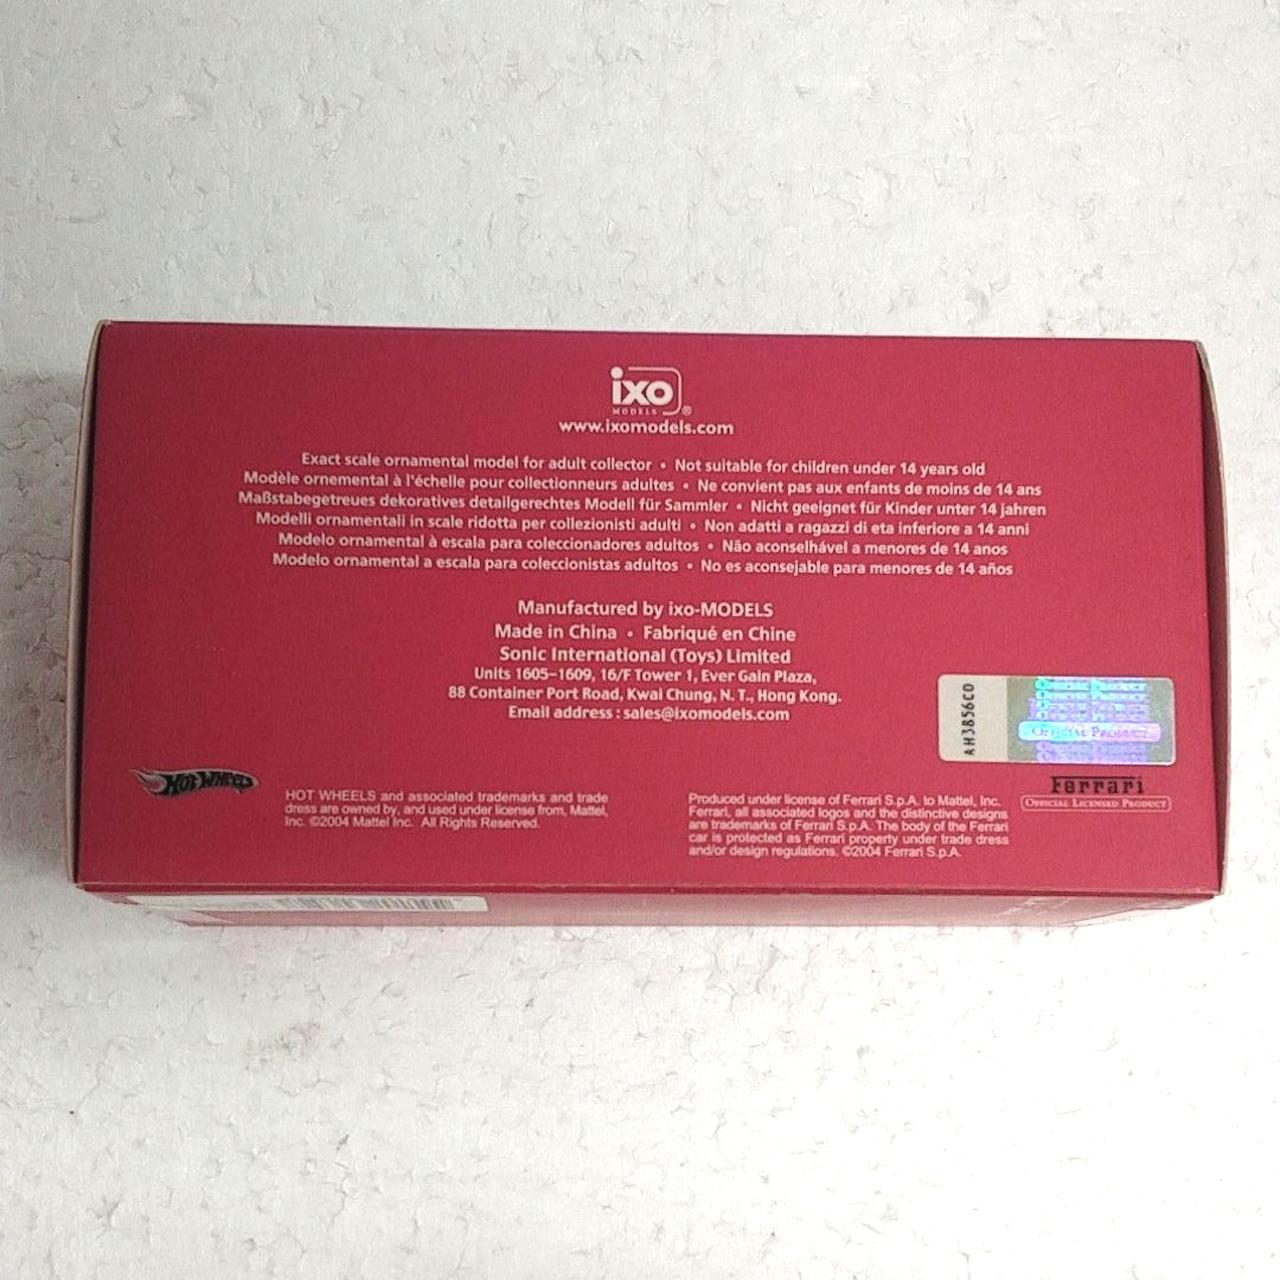 ixo
MODELS ®
www.ixomodels.com
Exact scale ornamental model for adult collector • Not suitable for children under 14 years old
Modèle ornemental à l'échelle pour collectionneurs adultes • Ne convient pas aux enfants de moins de 14 ans
Maßstabegetreues dekoratives detailgerechtes Modell für Sammler • Nicht geeignet für Kinder unter 14 jahren
Modelli ornamentali in scale ridotta per collezionisti adulti • Non adatti a ragazzi di eta inferiore a 14 anni
Modelo ornamental à escala para coleccionadores adultos • Não aconselhável a menores de 14 anos
Modelo ornamental a escala para coleccionistas adultos • No es aconsejable para menores de 14 años
Manufactured by ixo-MODELS
Made in China • Fabriqué en Chine
Sonic International (Toys) Limited
Units 1605–1609, 16/F Tower 1, Ever Gain Plaza,
88 Container Port Road, Kwai Chung, N. T., Hong Kong.
Email address : sales@ixomodels.com
AH3856CO
OFFICIAL PRODUCT
HOT WHEELS
HOT WHEELS and associated trademarks and trade
dress are owned by, and used under license from, Mattel,
Inc. ©2004 Mattel Inc. All Rights Reserved.
Produced under license of Ferrari S.p.A. to Mattel, Inc.
Ferrari, all associated logos and the distinctive designs
are trademarks of Ferrari S.p.A. The body of the Ferrari
car is protected as Ferrari property under trade dress
and/or design regulations. ©2004 Ferrari S.p.A.
Ferrari
OFFICIAL LICENSED PRODUCT